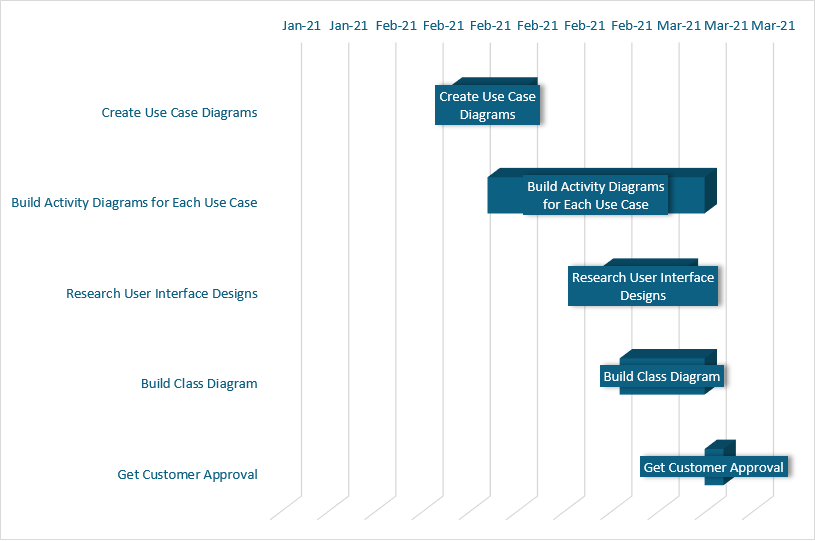 Jan-21 Jan-21 Feb-21 Feb-21 Feb-21 Feb-21 Feb-21 Feb-21 Mar-21 Mar-21 Mar-21
Create Use Case Diagrams
Create Use Case
Diagrams
Build Activity Diagrams for Each Use Case
Build Activity Diagrams
for Each Use Case
Research User Interface Designs
Research User Interface
Designs
Build Class Diagram
Build Class Diagram
Get Customer Approval
Get Customer Approval